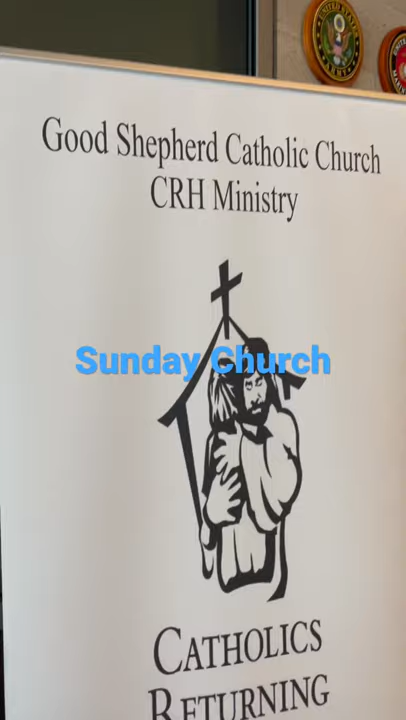 Good Shepherd Catholic Church
CRH Ministry
Sunday Church
CATHOLICS
RETURNING